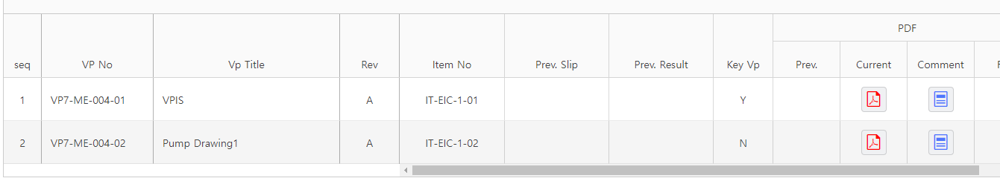 PDF
seq VP No Vp Title Rev Item No Prev. Slip Prev. Result Key Vp Prev. Current Comment
1 VP7-ME-004-01 VPIS A IT-EIC-1-01 Y
2 VP7-ME-004-02 Pump Drawing1 A IT-EIC-1-02 N